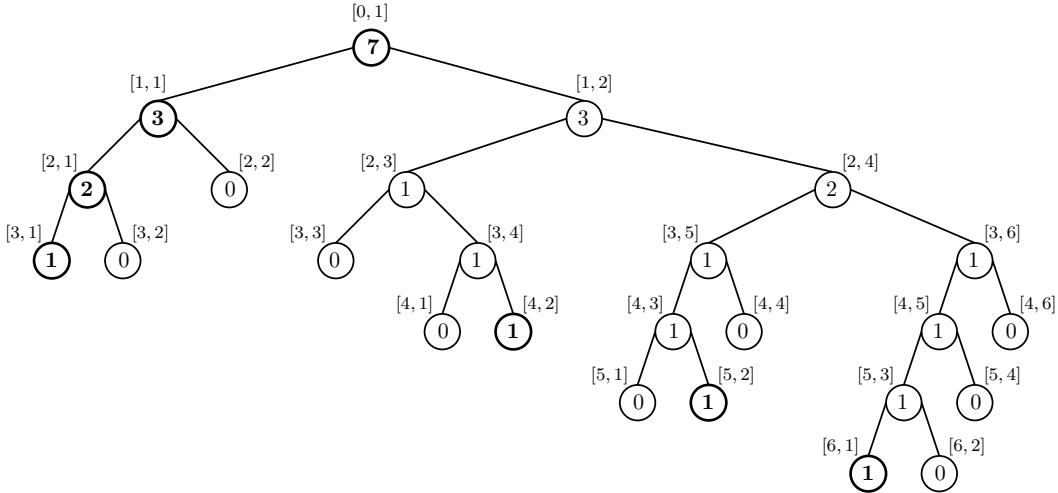 [0, 1]
7
[1, 1] [1, 2]
3 3
[2, 1] [2, 2] [2, 3] [2, 4]
2 0 1 2
[3, 1] [3, 2] [3, 3] [3, 4] [3, 5] [3, 6]
1 0 0 1 1 1
[4, 1] [4, 2] [4, 3] [4, 4] [4, 5] [4, 6]
0 1 1 0 1 0
[5, 1] [5, 2] [5, 3] [5, 4]
0 1 1 0
[6, 1] [6, 2]
1 0